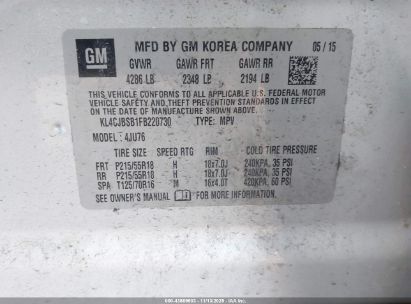 GM
MFD BY GM KOREA COMPANY 05 / 15
GVWR GAWR FRT GAWR RR
4286 LB 2348 LB 2194 LB
THIS VEHICLE CONFORMS TO ALL APPLICABLE U.S. FEDERAL MOTOR
VEHICLE SAFETY, BUMPER, AND THEFT PREVENTION STANDARDS
IN EFFECT ON THE DATE OF MANUFACTURE SHOWN ABOVE.
KL4CJBSB1FB220730 TYPE: MPV
MODEL: 4JU76
TIRE SIZE SPEED RTG RIM COLD TIRE PRESSURE
FRT P215/55R18 H 18x7.0J 240KPA, 35 PSI
RR P215/55R18 H 18x7.0J 240KPA, 35 PSI
SPA T125/70R16 M 16x4.0T 420KPA, 60 PSI
SEE OWNER'S MANUAL FOR ADDITIONAL INFORMATION